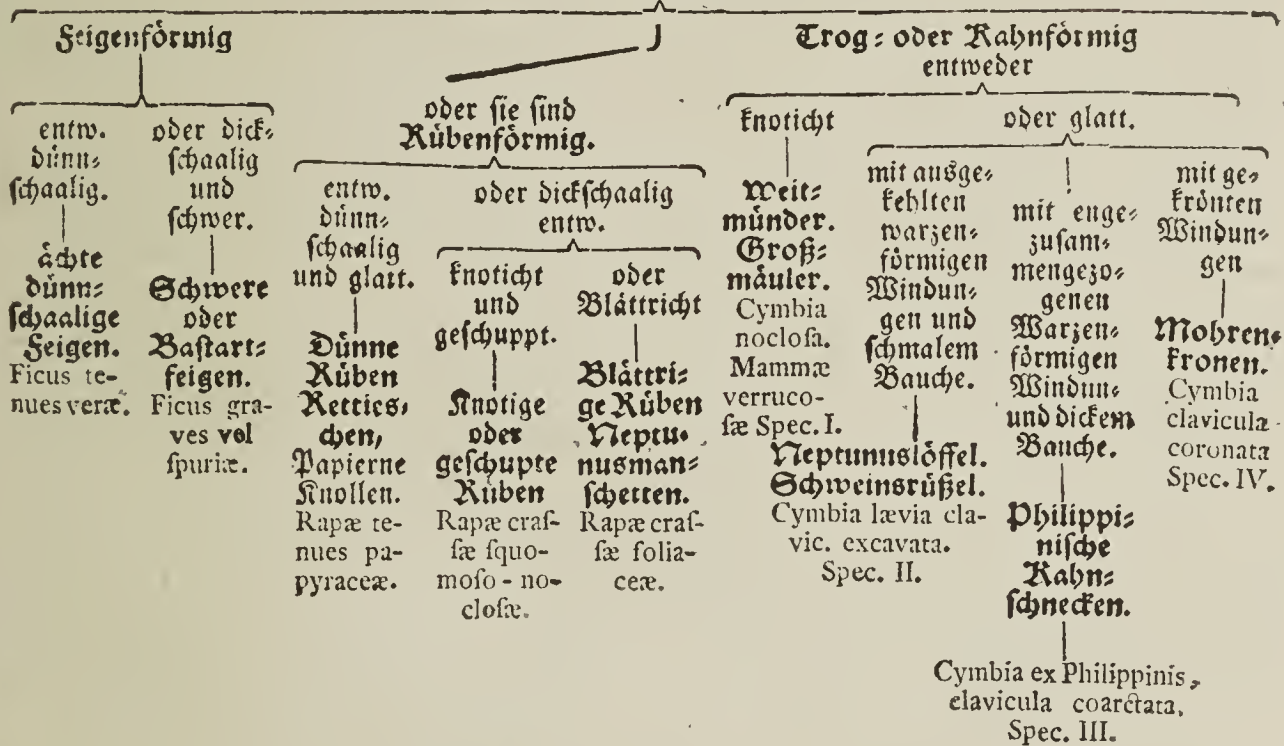 Feigenförmig
entw.
dünn⸗
ſchaalig.
ächte
dünn⸗
ſchaalige
Feigen.
Ficus te-
nues veræ.
oder dick⸗
ſchaalig
und
ſchwer.
Schwere
oder
Baſtart⸗
feigen.
Ficus gra-
ves vel
ſpuriæ.
oder ſie ſind
Rübenförmig.
entw.
dünn⸗
ſchaalig
und glatt.
Dünne
Rüben
Rettics⸗
chen,
Papierne
Knollen.
Rapæ te-
nues pa-
pyraceæ.
oder dickſchaalig
entw.
knoticht
und
geſchuppt.
Knotige
oder
geſchupte
Rüben
Rapæ craſ-
ſæ ſquo-
moſo - no-
cloſæ.
oder
Blättricht
Blättri⸗
ge Rüben
Neptu⸗
nusman⸗
ſchetten.
Rapæ craſ-
ſæ folia-
ceæ.
Trog⸗ oder Kahnförmig
entweder
knoticht
Weit⸗
münder.
Groß⸗
mäuler.
Cymbia
nocloſa.
Mammæ
verruco-
ſæ Spec. I.
oder glatt.
mit ausge⸗
kehlten
warzen⸗
förmigen
Windun⸗
gen und
ſchmalem
Bauche.
Neptunuslöffel.
Schweinsrüßel.
Cymbia lævia cla-
vic. excavata.
Spec. II.
mit enge⸗
zuſam⸗
mengezo⸗
genen
Warzen⸗
förmigen
Windun⸗
und dickem
Bauche.
Philippi⸗
niſche
Kahn⸗
ſchnecken.
Cymbia ex Philippinis,
clavicula coarctata,
Spec. III.
mit ge⸗
krönten
Windun⸗
gen
Mohren⸗
kronen.
Cymbia
clavicula
coronata
Spec. IV.